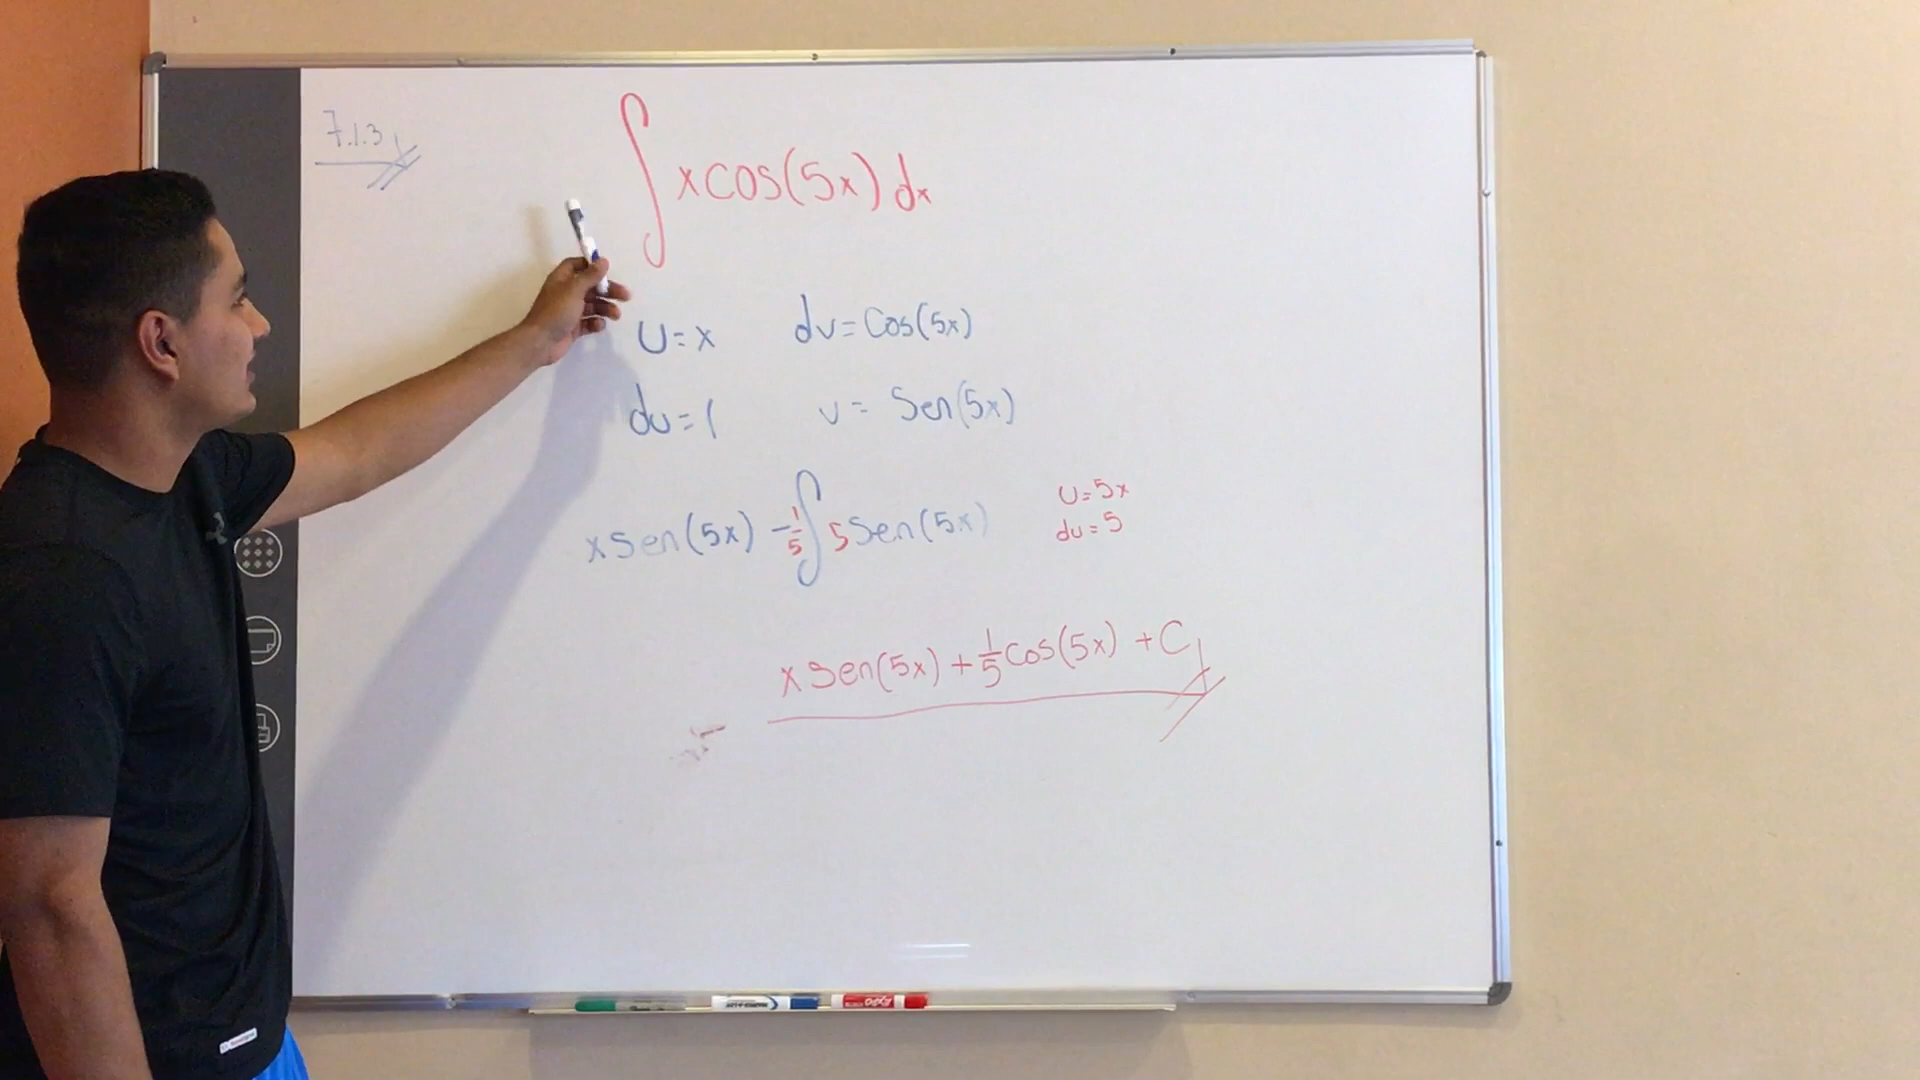 7.1.3
∫ x cos(5x) dx
U = x dv = Cos(5x)
du = 1 v = Sen(5x)
x Sen(5x) - 1/5 ∫ 5 Sen(5x) U = 5x
du = 5
x Sen(5x) + 1/5 Cos(5x) + C
EXPO